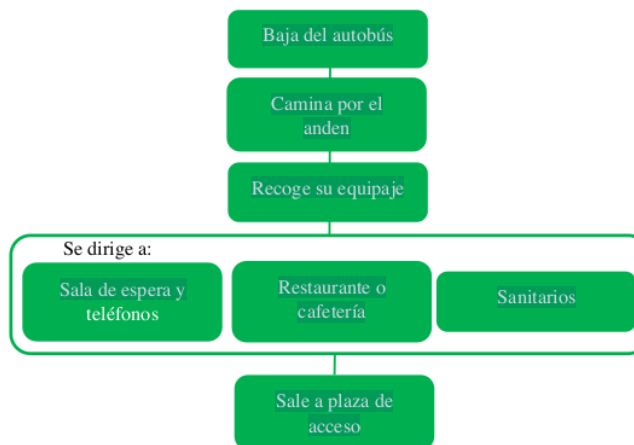 Baja del autobús
Camina por el
anden
Recoge su equipaje
Se dirige a:
Sala de espera y
teléfonos
Restaurante o
cafetería
Sanitarios
Sale a plaza de
acceso